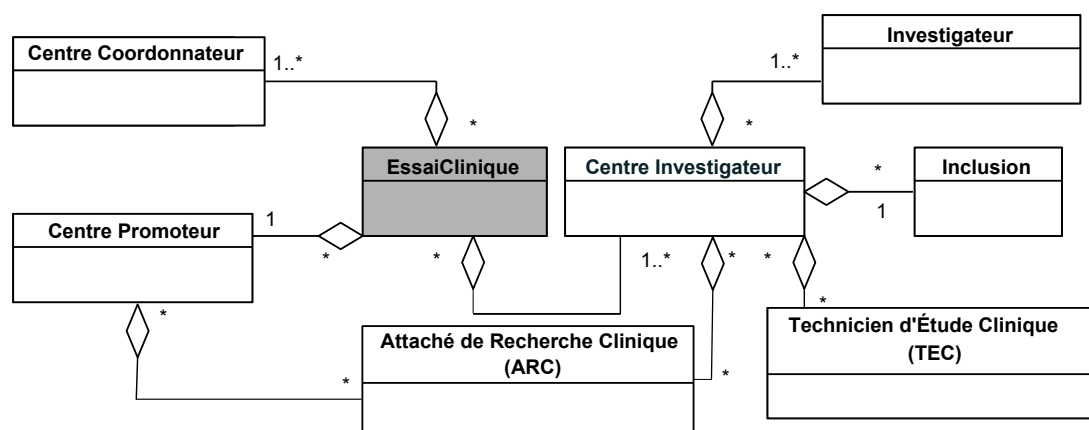 Centre Coordonnateur
1..*
*
Investigateur
1..*
*
EssaiClinique
Centre Investigateur
*
1
Inclusion
Centre Promoteur
1
*
*
1..*
*
*
*
*
Technicien d'Étude Clinique
(TEC)
Attaché de Recherche Clinique
(ARC)
*
*